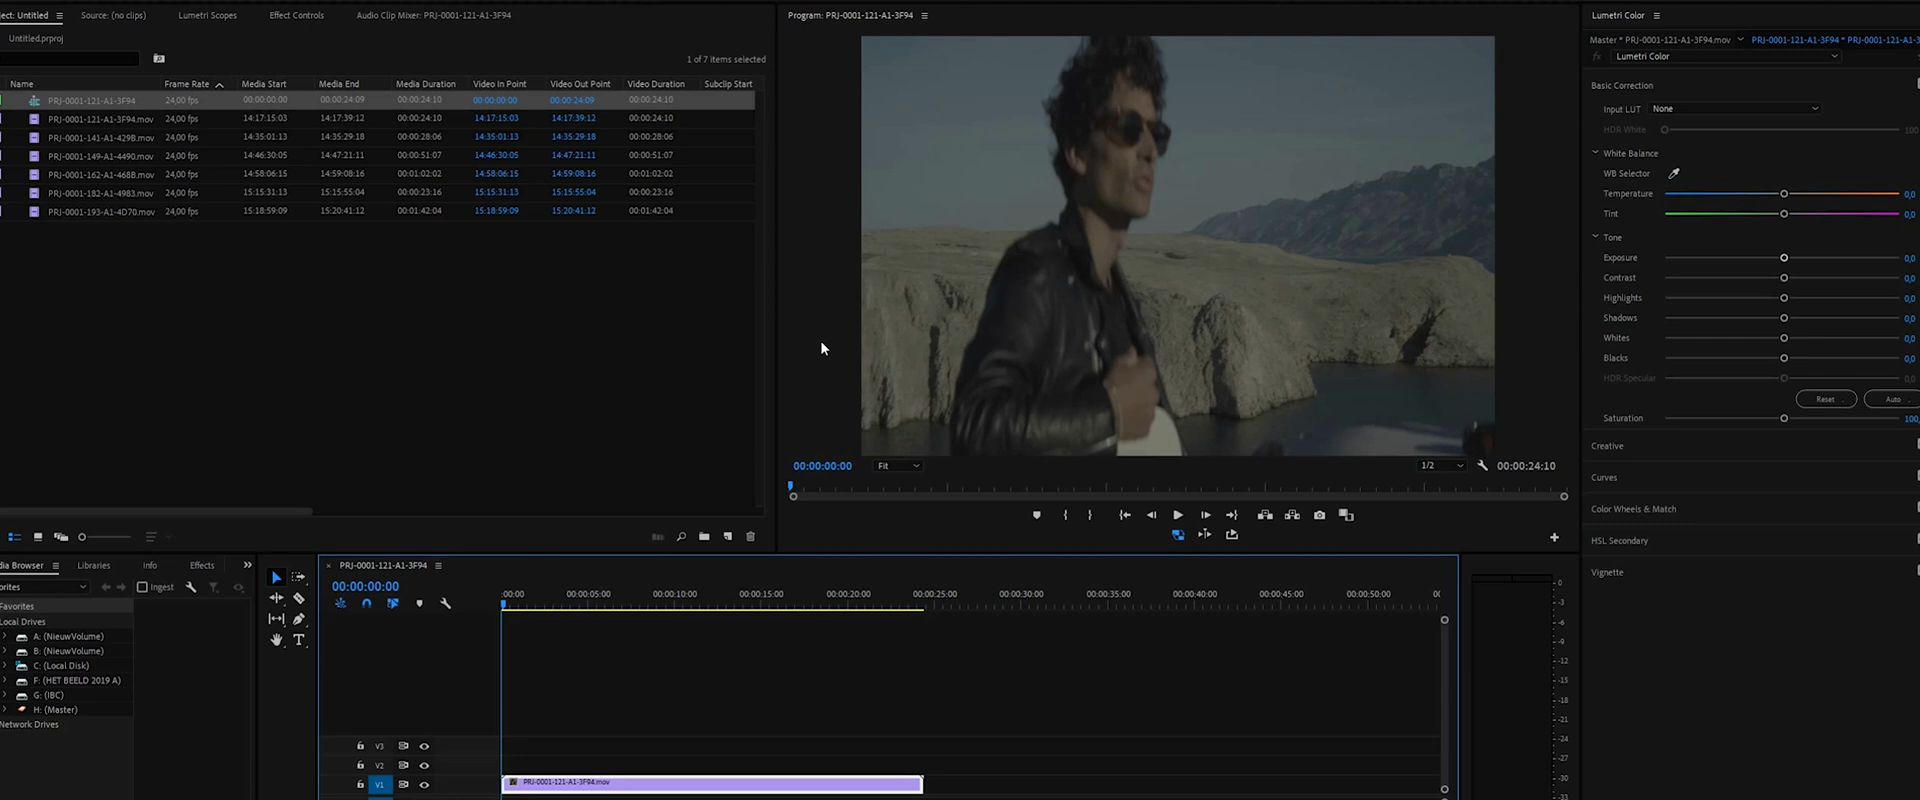 ject: Untitled Source: (no clips) Lumetri Scopes Effect Controls Audio Clip Mixer: PRJ-0001-121-A1-3F94
Untitled.prproj
1 of 7 items selected
Name Frame Rate Media Start Media End Media Duration Video In Point Video Out Point Video Duration Subclip Start
PRJ-0001-121-A1-3F94 24,00 fps 00:00:00:00 00:00:24:09 00:00:24:10 00:00:00:00 00:00:24:09 00:00:24:10
PRJ-0001-121-A1-3F94.mov 24,00 fps 14:17:15:03 14:17:39:12 00:00:24:10 14:17:15:03 14:17:39:12 00:00:24:10
PRJ-0001-141-A1-429B.mov 24,00 fps 14:35:01:13 14:35:29:18 00:00:28:06 14:35:01:13 14:35:29:18 00:00:28:06
PRJ-0001-149-A1-4490.mov 24,00 fps 14:46:30:05 14:47:21:11 00:00:51:07 14:46:30:05 14:47:21:11 00:00:51:07
PRJ-0001-162-A1-468B.mov 24,00 fps 14:58:06:15 14:59:08:16 00:01:02:02 14:58:06:15 14:59:08:16 00:01:02:02
PRJ-0001-182-A1-4983.mov 24,00 fps 15:15:31:13 15:15:55:04 00:00:23:16 15:15:31:13 15:15:55:04 00:00:23:16
PRJ-0001-193-A1-4D70.mov 24,00 fps 15:18:59:09 15:20:41:12 00:01:42:04 15:18:59:09 15:20:41:12 00:01:42:04
Program: PRJ-0001-121-A1-3F94
00:00:00:00 Fit 1/2 00:00:24:10
Lumetri Color
Master * PRJ-0001-121-A1-3F94.mov PRJ-0001-121-A1-3F94 * PRJ-0001-121-A1-3
fx Lumetri Color
Basic Correction
Input LUT None
HDR White 100
White Balance
WB Selector
Temperature 0,0
Tint 0,0
Tone
Exposure 0,0
Contrast 0,0
Highlights 0,0
Shadows 0,0
Whites 0,0
Blacks 0,0
HDR Specular 0,0
Reset Auto
Saturation 100,
Creative
Curves
Color Wheels & Match
HSL Secondary
Vignette
dia Browser Libraries Info Effects
orites Ingest
Favorites
Local Drives
A: (NieuwVolume)
B: (NieuwVolume)
C: (Local Disk)
F: (HET BEELD 2019 A)
G: (IBC)
H: (Master)
Network Drives
T
× PRJ-0001-121-A1-3F94
00:00:00:00
:00:00 00:00:05:00 00:00:10:00 00:00:15:00 00:00:20:00 00:00:25:00 00:00:30:00 00:00:35:00 00:00:40:00 00:00:45:00 00:00:50:00 00
V3
V2
V1 PRJ-0001-121-A1-3F94.mov
0
-3
-6
-9
-12
-15
-18
-21
-24
-27
-30
-33